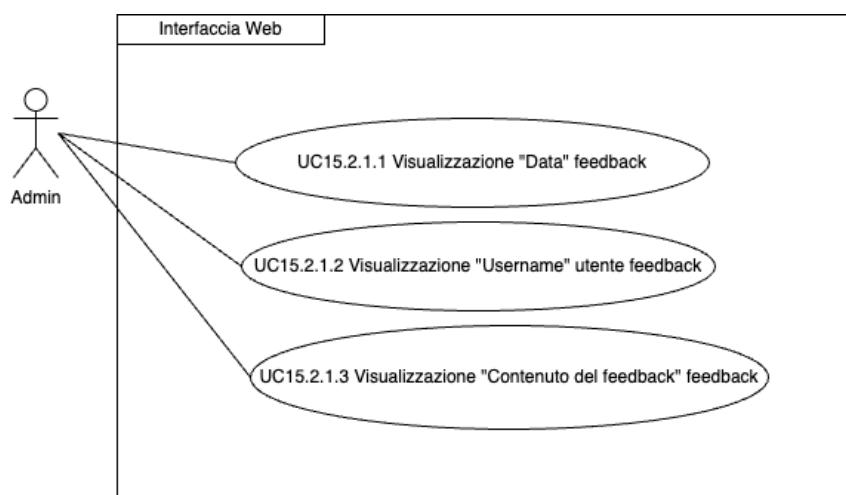 Interfaccia Web
Admin
UC15.2.1.1 Visualizzazione "Data" feedback
UC15.2.1.2 Visualizzazione "Username" utente feedback
UC15.2.1.3 Visualizzazione "Contenuto del feedback" feedback